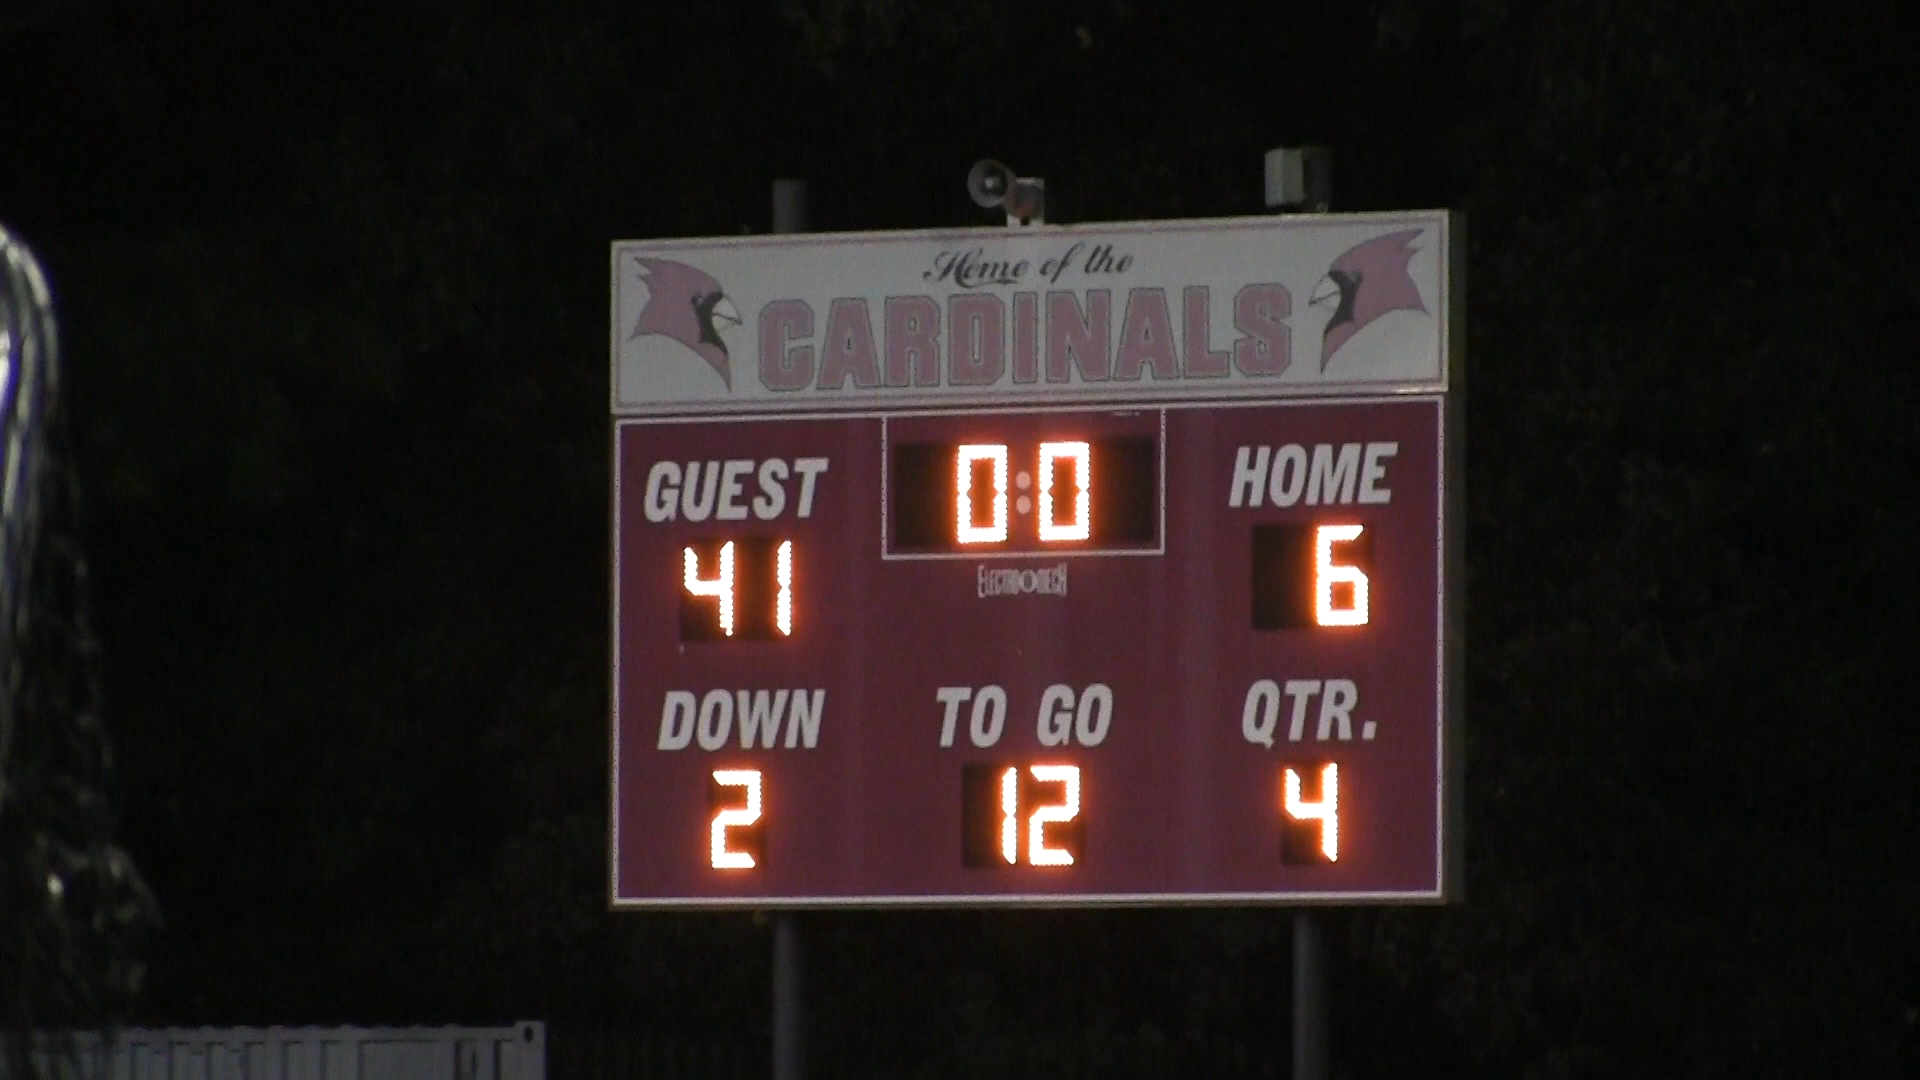 Home of the
CARDINALS
GUEST 0:0 HOME
41 6
ELECTRO-MECH
DOWN TO GO QTR.
2 12 4